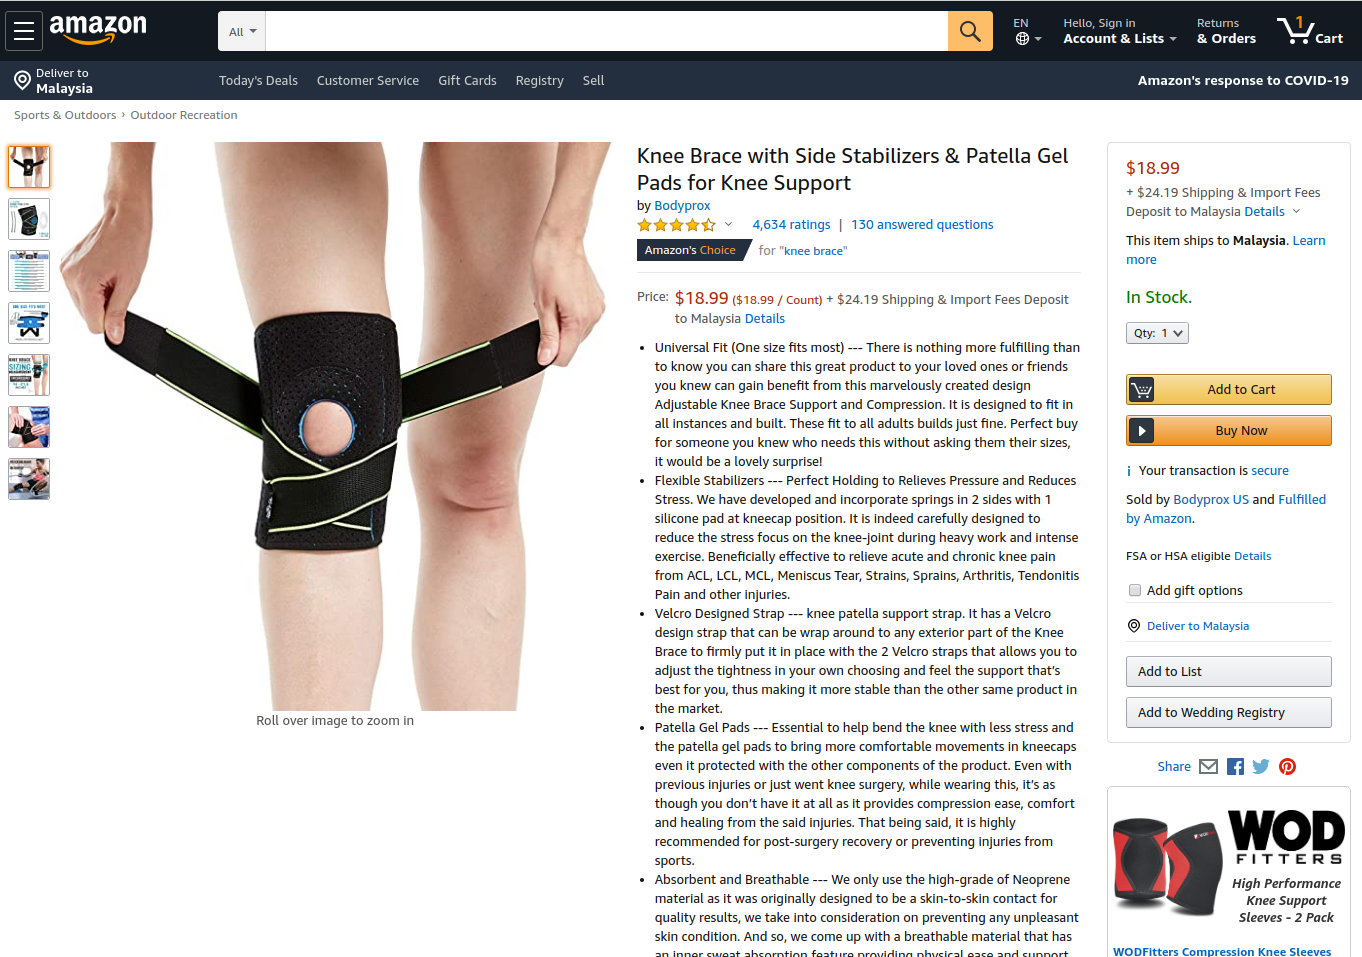 amazon
All
EN
Hello, Sign in
Account & Lists
Returns
& Orders
1
Cart
Deliver to
Malaysia
Today's Deals
Customer Service
Gift Cards
Registry
Sell
Amazon's response to COVID-19
Sports & Outdoors › Outdoor Recreation
Roll over image to zoom in
Knee Brace with Side Stabilizers & Patella Gel
Pads for Knee Support
by Bodyprox
4,634 ratings | 130 answered questions
Amazon's Choice for "knee brace"
Price: $18.99 ($18.99 / Count) + $24.19 Shipping & Import Fees Deposit
to Malaysia Details
• Universal Fit (One size fits most) --- There is nothing more fulfilling than
to know you can share this great product to your loved ones or friends
you knew can gain benefit from this marvelously created design
Adjustable Knee Brace Support and Compression. It is designed to fit in
all instances and built. These fit to all adults builds just fine. Perfect buy
for someone you knew who needs this without asking them their sizes,
it would be a lovely surprise!
• Flexible Stabilizers --- Perfect Holding to Relieves Pressure and Reduces
Stress. We have developed and incorporate springs in 2 sides with 1
silicone pad at kneecap position. It is indeed carefully designed to
reduce the stress focus on the knee-joint during heavy work and intense
exercise. Beneficially effective to relieve acute and chronic knee pain
from ACL, LCL, MCL, Meniscus Tear, Strains, Sprains, Arthritis, Tendonitis
Pain and other injuries.
• Velcro Designed Strap --- knee patella support strap. It has a Velcro
design strap that can be wrap around to any exterior part of the Knee
Brace to firmly put it in place with the 2 Velcro straps that allows you to
adjust the tightness in your own choosing and feel the support that's
best for you, thus making it more stable than the other same product in
the market.
• Patella Gel Pads --- Essential to help bend the knee with less stress and
the patella gel pads to bring more comfortable movements in kneecaps
even it protected with the other components of the product. Even with
previous injuries or just went knee surgery, while wearing this, it's as
though you don't have it at all as it provides compression ease, comfort
and healing from the said injuries. That being said, it is highly
recommended for post-surgery recovery or preventing injuries from
sports.
• Absorbent and Breathable --- We only use the high-grade of Neoprene
material as it was originally designed to be a skin-to-skin contact for
quality results, we take into consideration on preventing any unpleasant
skin condition. And so, we come up with a breathable material that has
an inner sweat absorption feature providing physical ease and support
$18.99
+ $24.19 Shipping & Import Fees
Deposit to Malaysia Details
This item ships to Malaysia. Learn
more
In Stock.
Qty: 1
Add to Cart
Buy Now
Your transaction is secure
Sold by Bodyprox US and Fulfilled
by Amazon.
FSA or HSA eligible Details
Add gift options
Deliver to Malaysia
Add to List
Add to Wedding Registry
Share
WOD
FITTERS
High Performance
Knee Support
Sleeves - 2 Pack
WODFitters Compression Knee Sleeves